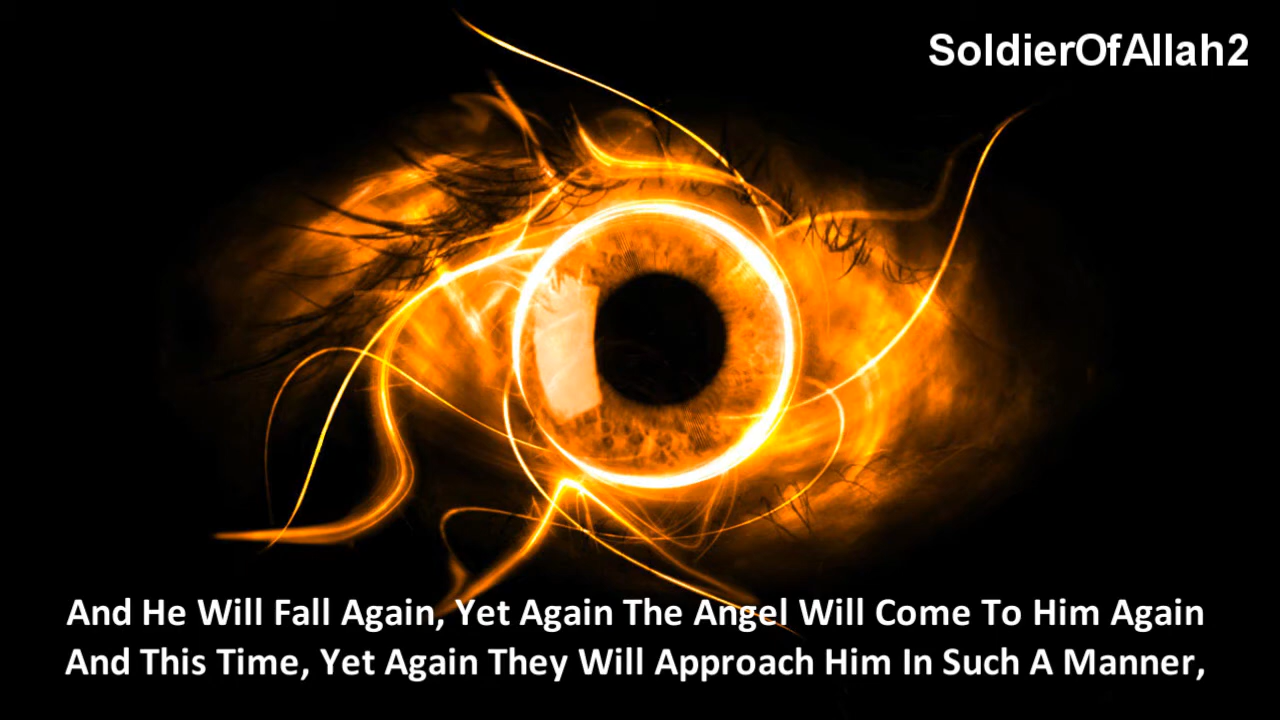 SoldierOfAllah2
And He Will Fall Again, Yet Again The Angel Will Come To Him Again
And This Time, Yet Again They Will Approach Him In Such A Manner,